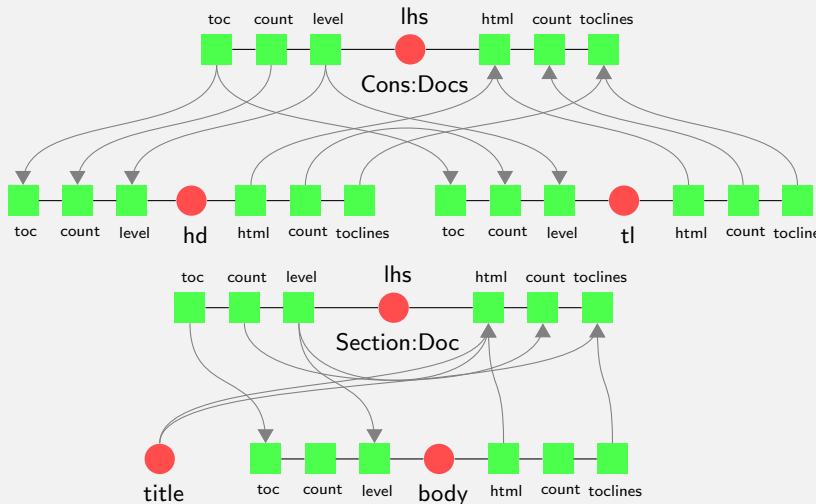 toc count level lhs html count toclines
Cons:Docs
toc count level hd html count toclines toc count level tl html count tocline
toc count level lhs html count toclines
Section:Doc
title toc count level body html count toclines